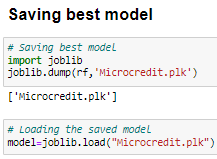 Saving best model
# Saving best model
import joblib
joblib.dump(rf,'Microcredit.plk')
['Microcredit.plk']
# Loading the saved model
model=joblib.load("Microcredit.plk")